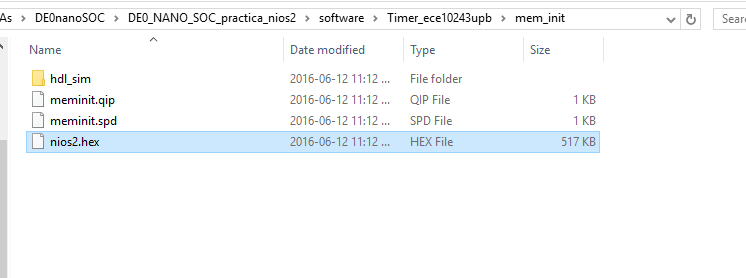 As > DE0nanoSOC > DE0_NANO_SOC_practica_nios2 > software > Timer_ece10243upb > mem_init
Sear
Name Date modified Type Size
hdl_sim 2016-06-12 11:12 ... File folder
meminit.qip 2016-06-12 11:12 ... QIP File 1 KB
meminit.spd 2016-06-12 11:12 ... SPD File 1 KB
nios2.hex 2016-06-12 11:12 ... HEX File 517 KB